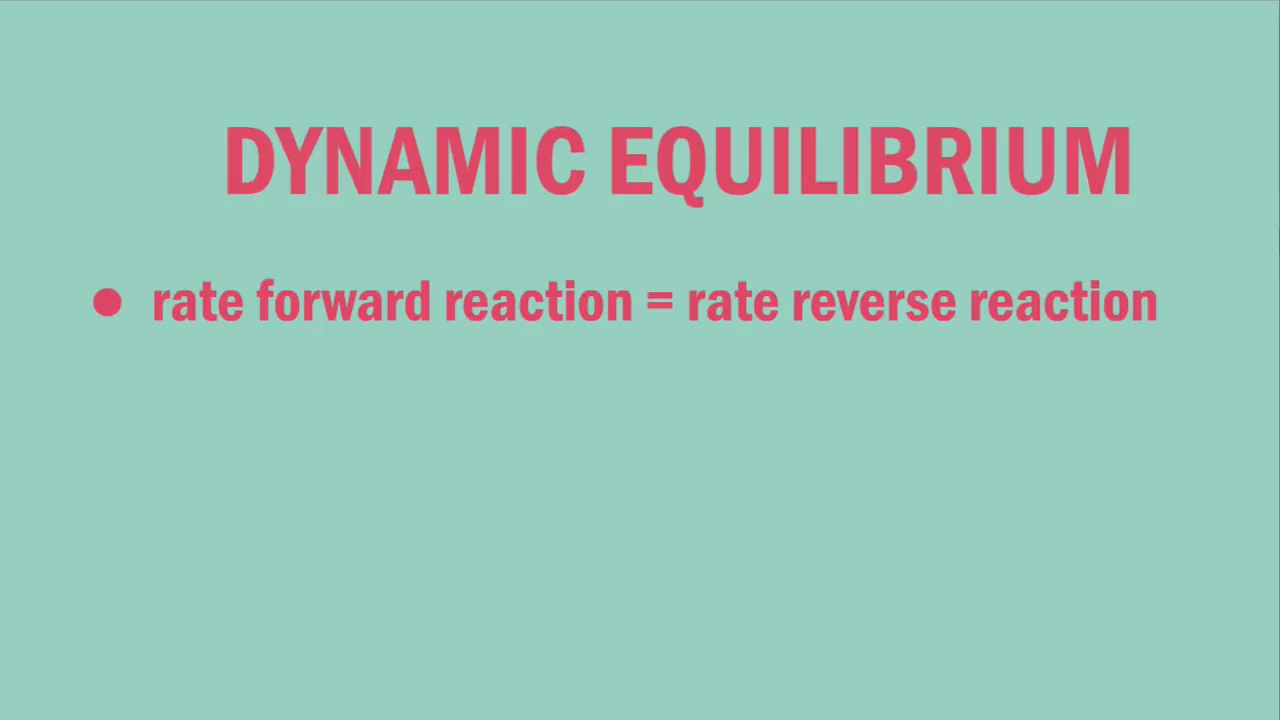 DYNAMIC EQUILIBRIUM
• rate forward reaction = rate reverse reaction